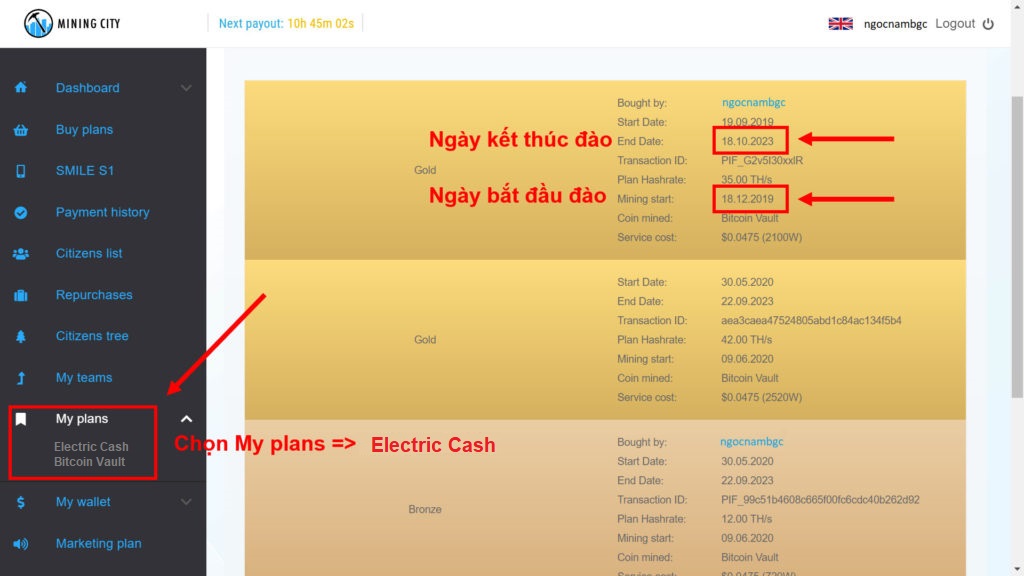 MINING CITY
Next payout: 10h 45m 02s
ngocnambgc Logout
Dashboard
Buy plans
SMILE S1
Payment history
Citizens list
Repurchases
Citizens tree
My teams
My plans
Electric Cash
Bitcoin Vault
My wallet
Marketing plan
Chọn My plans => Electric Cash
Ngày kết thúc đào
Ngày bắt đầu đào
Gold
Bought by: ngocnambgc
Start Date: 19.09.2019
End Date: 18.10.2023
Transaction ID: PIF_G2v5I30xxlR
Plan Hashrate: 35.00 TH/s
Mining start: 18.12.2019
Coin mined: Bitcoin Vault
Service cost: $0.0475 (2100W)
Gold
Start Date: 30.05.2020
End Date: 22.09.2023
Transaction ID: aea3caea47524805abd1c84ac134f5b4
Plan Hashrate: 42.00 TH/s
Mining start: 09.06.2020
Coin mined: Bitcoin Vault
Service cost: $0.0475 (2520W)
Bronze
Bought by: ngocnambgc
Start Date: 30.05.2020
End Date: 22.09.2023
Transaction ID: PIF_99c51b4608c665f00fc6cdc40b262d92
Plan Hashrate: 12.00 TH/s
Mining start: 09.06.2020
Coin mined: Bitcoin Vault
Service cost: $0.0475 (720W)